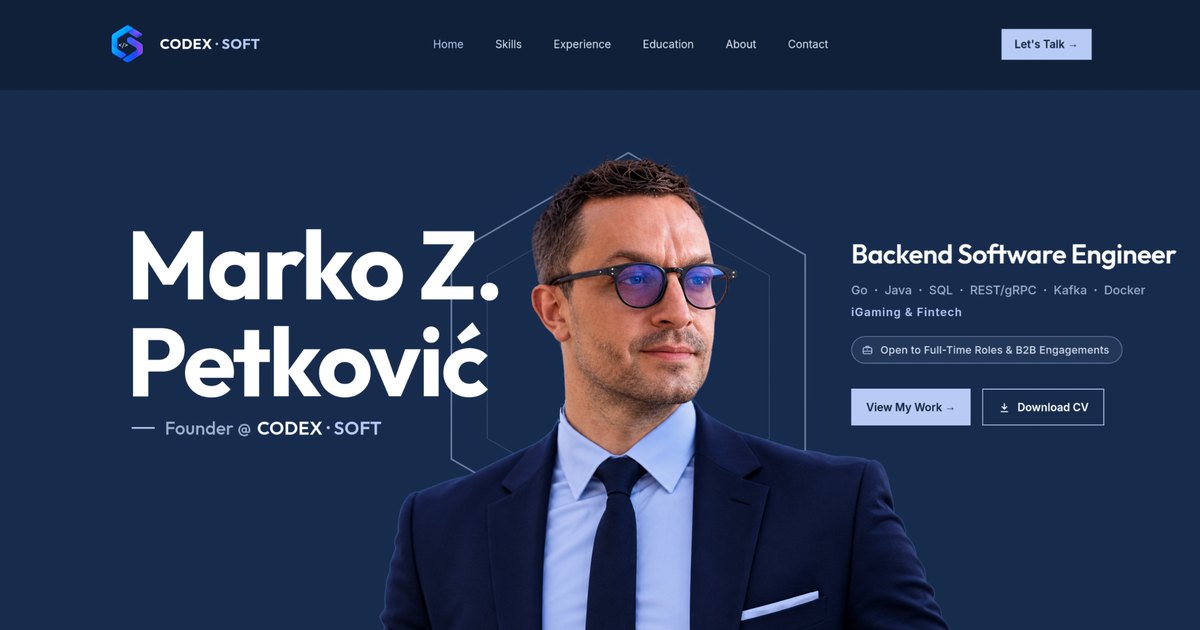 CODEX · SOFT
Home Skills Experience Education About Contact
Let's Talk →
Marko Z.
Petković
Founder @ CODEX · SOFT
Backend Software Engineer
Go · Java · SQL · REST/gRPC · Kafka · Docker
iGaming & Fintech
Open to Full-Time Roles & B2B Engagements
View My Work →
Download CV